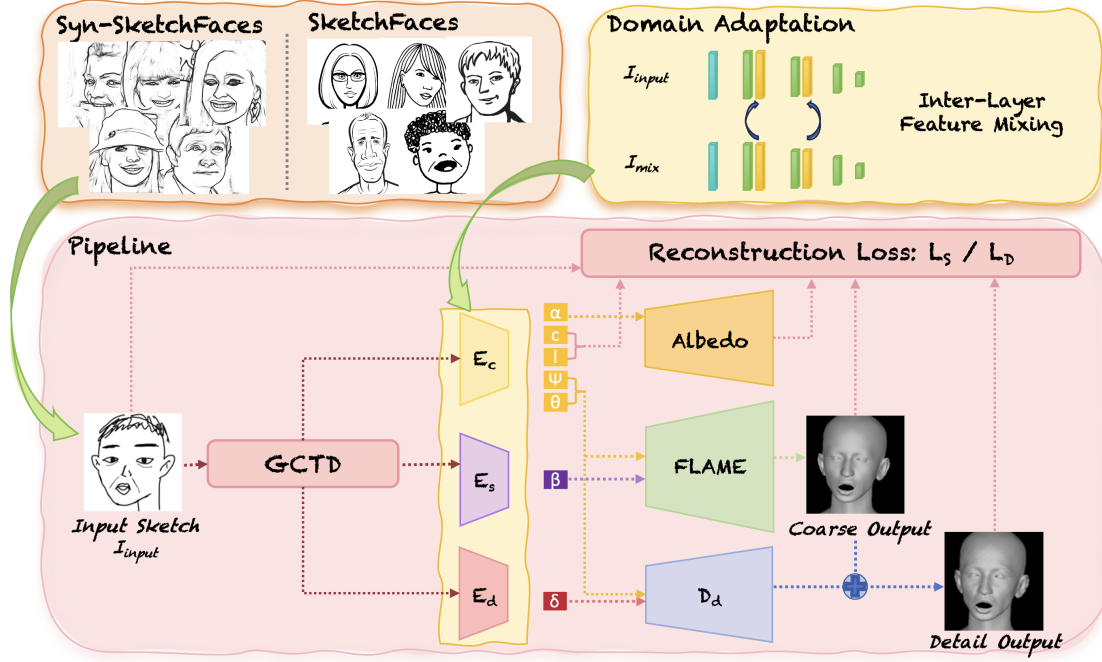 Syn-SketchFaces
SketchFaces
Domain Adaptation
I_input
I_mix
Inter-Layer
Feature Mixing
Pipeline
Reconstruction Loss: L_S / L_D
Input Sketch
I_input
GCTD
E_c
E_s
E_d
α
c
l
Ψ
θ
β
δ
Albedo
FLAME
D_d
Coarse Output
Detail Output